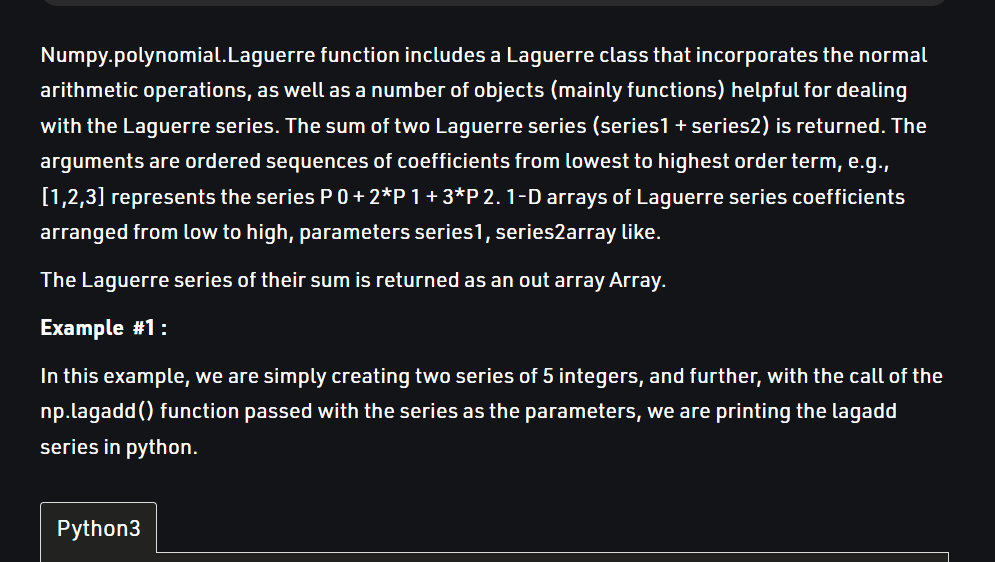 Numpy.polynomial.Laguerre function includes a Laguerre class that incorporates the normal
arithmetic operations, as well as a number of objects (mainly functions) helpful for dealing
with the Laguerre series. The sum of two Laguerre series (series1 + series2) is returned. The
arguments are ordered sequences of coefficients from lowest to highest order term, e.g.,
[1,2,3] represents the series P 0 + 2*P 1 + 3*P 2. 1-D arrays of Laguerre series coefficients
arranged from low to high, parameters series1, series2array like.
The Laguerre series of their sum is returned as an out array Array.
Example #1 :
In this example, we are simply creating two series of 5 integers, and further, with the call of the
np.lagadd() function passed with the series as the parameters, we are printing the lagadd
series in python.
Python3